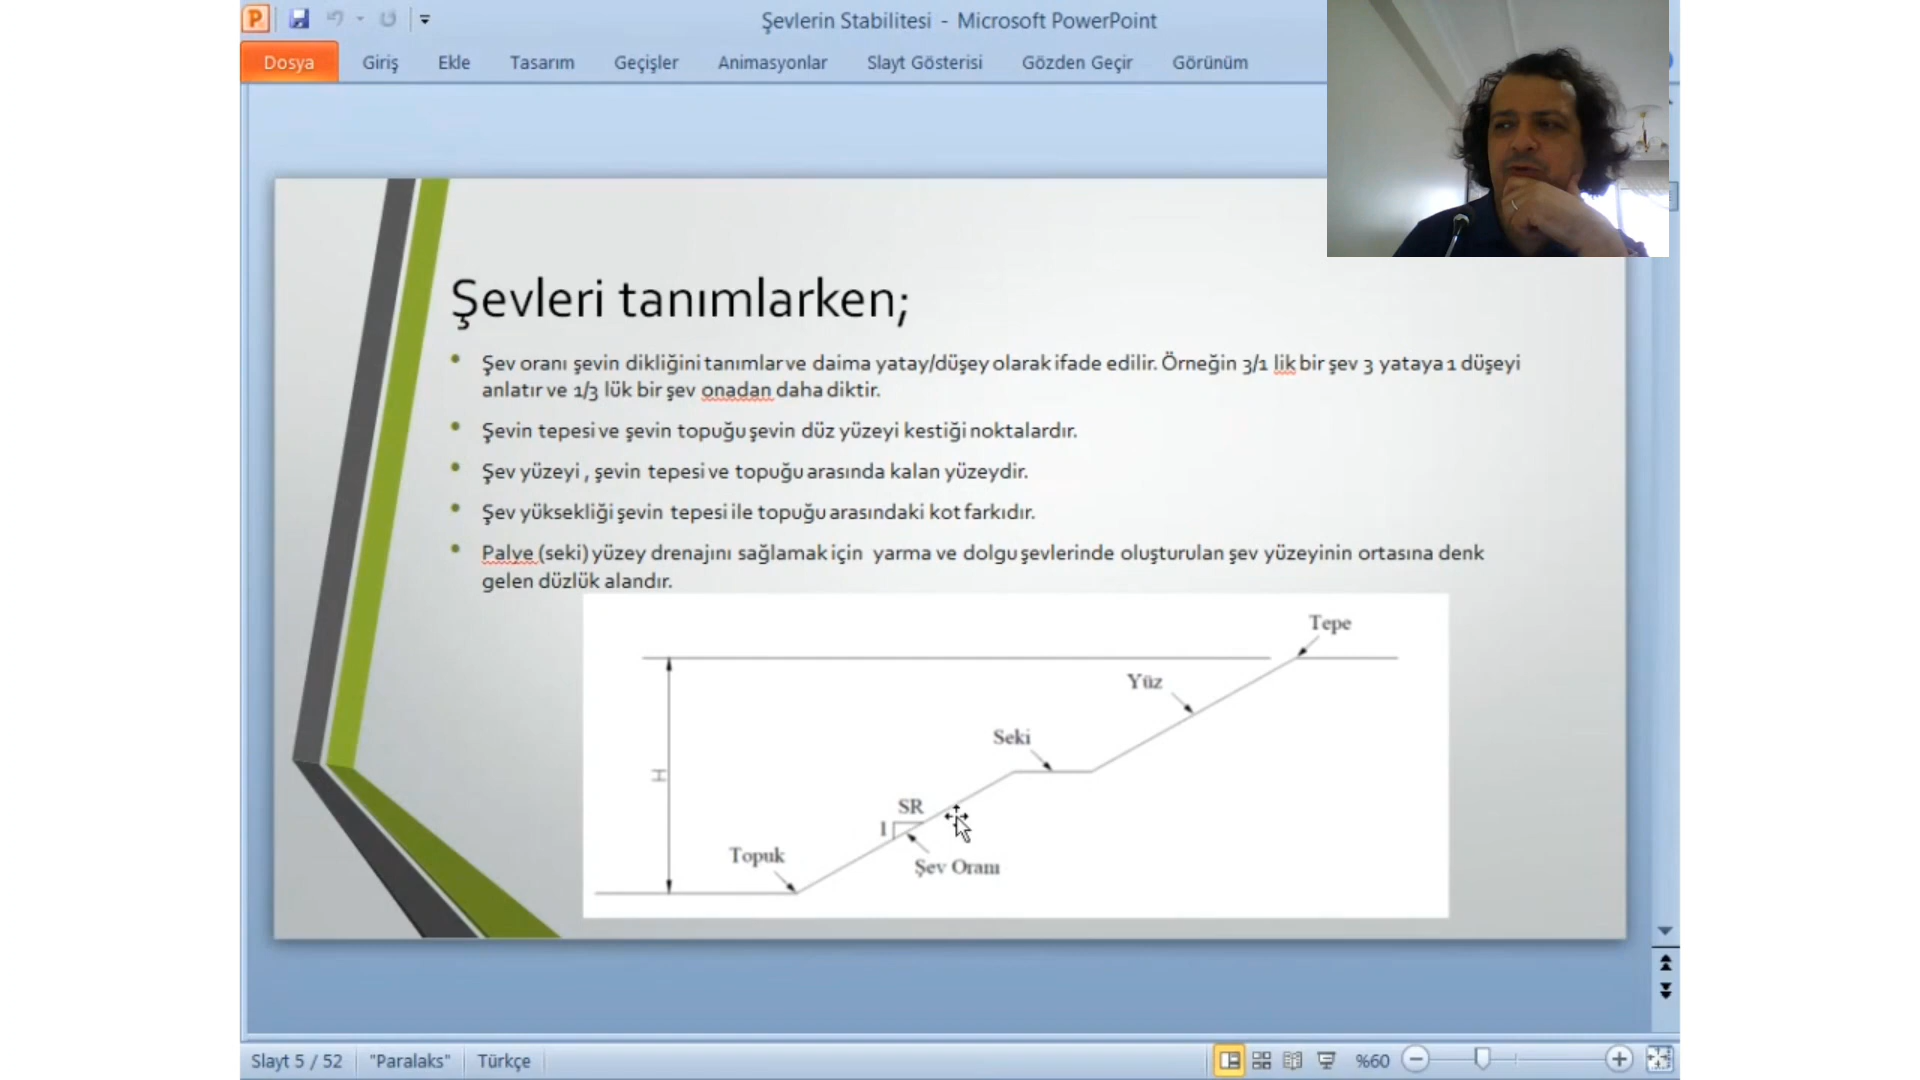 Şevlerin Stabilitesi - Microsoft PowerPoint
Dosya Giriş Ekle Tasarım Geçişler Animasyonlar Slayt Gösterisi Gözden Geçir Görünüm
Şevleri tanımlarken;
• Şev oranı şevin dikliğini tanımlar ve daima yatay/düşey olarak ifade edilir. Örneğin 3/1 lik bir şev 3 yataya 1 düşeyi
anlatır ve 1/3 lük bir şev onadan daha diktir.
• Şevin tepesi ve şevin topuğu şevin düz yüzeyi kestiği noktalardır.
• Şev yüzeyi , şevin tepesi ve topuğu arasında kalan yüzeydir.
• Şev yüksekliği şevin tepesi ile topuğu arasındaki kot farkıdır.
• Palye (seki) yüzey drenajını sağlamak için yarma ve dolgu şevlerinde oluşturulan şev yüzeyinin ortasına denk
gelen düzlük alandır.
Tepe
Yüz
Seki
H
SR
1
Topuk
Şev Oranı
Slayt 5 / 52 "Paralaks" Türkçe %60